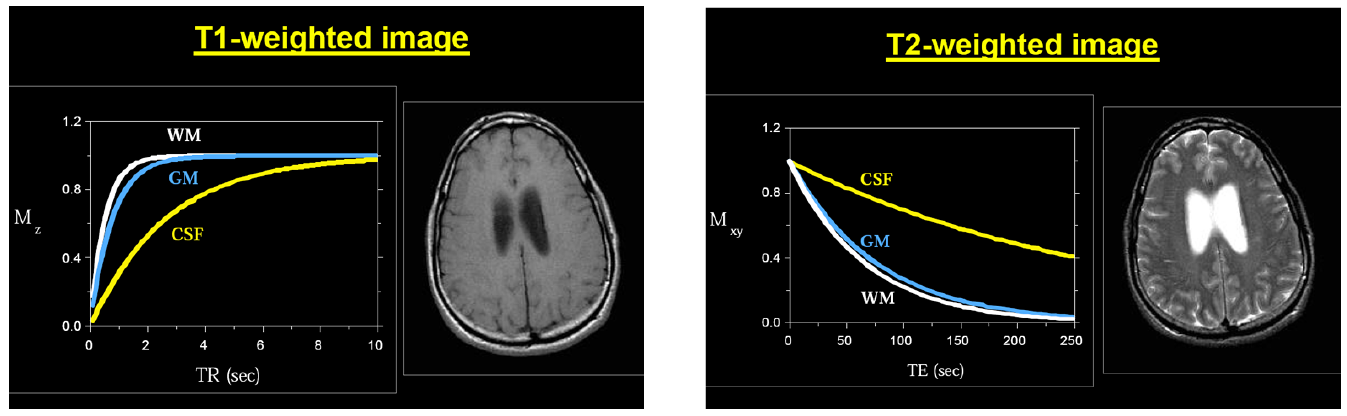 T1-weighted image
1.2
WM
GM
0.8
M
z
CSF
0.4
0.0
0 2 4 6 8 10
TR (sec)
T2-weighted image
1.2
CSF
0.8
M
xy
GM
0.4
WM
0.0
0 50 100 150 200 250
TE (sec)